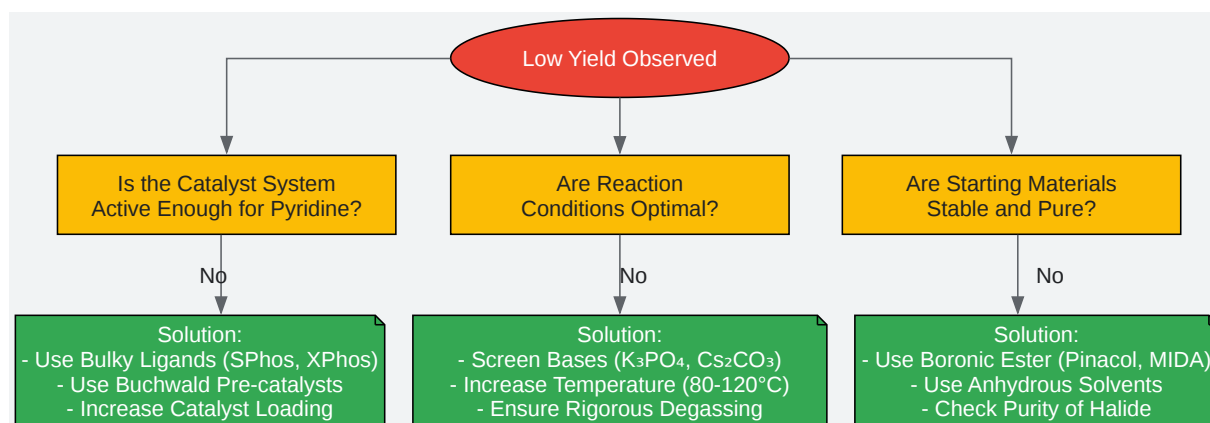 Low Yield Observed
Is the Catalyst System
Active Enough for Pyridine?
Are Reaction
Conditions Optimal?
Are Starting Materials
Stable and Pure?
No
No
No
Solution:
- Use Bulky Ligands (SPhos, XPhos)
- Use Buchwald Pre-catalysts
- Increase Catalyst Loading
Solution:
- Screen Bases (K₃PO₄, Cs₂CO₃)
- Increase Temperature (80-120°C)
- Ensure Rigorous Degassing
Solution:
- Use Boronic Ester (Pinacol, MIDA)
- Use Anhydrous Solvents
- Check Purity of Halide